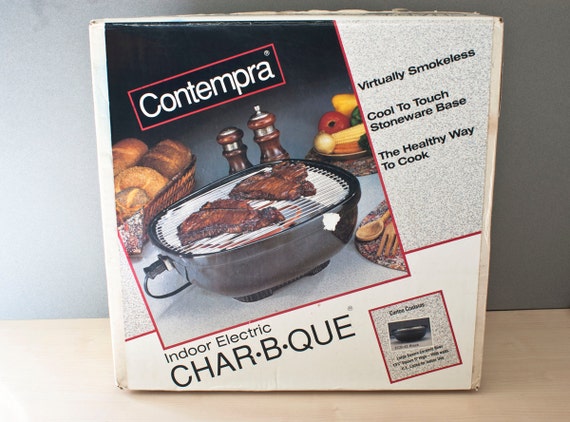 Contempra®
Virtually Smokeless
Cool To Touch
Stoneware Base
The Healthy Way
To Cook
Indoor Electric
CHAR•B•QUE®
Carton Contents